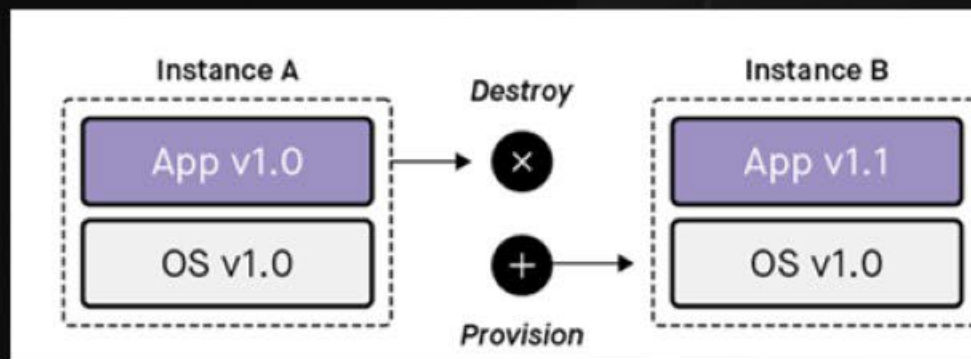 Instance A
Destroy
Instance B
App v1.0
App v1.1
OS v1.0
OS v1.0
Provision